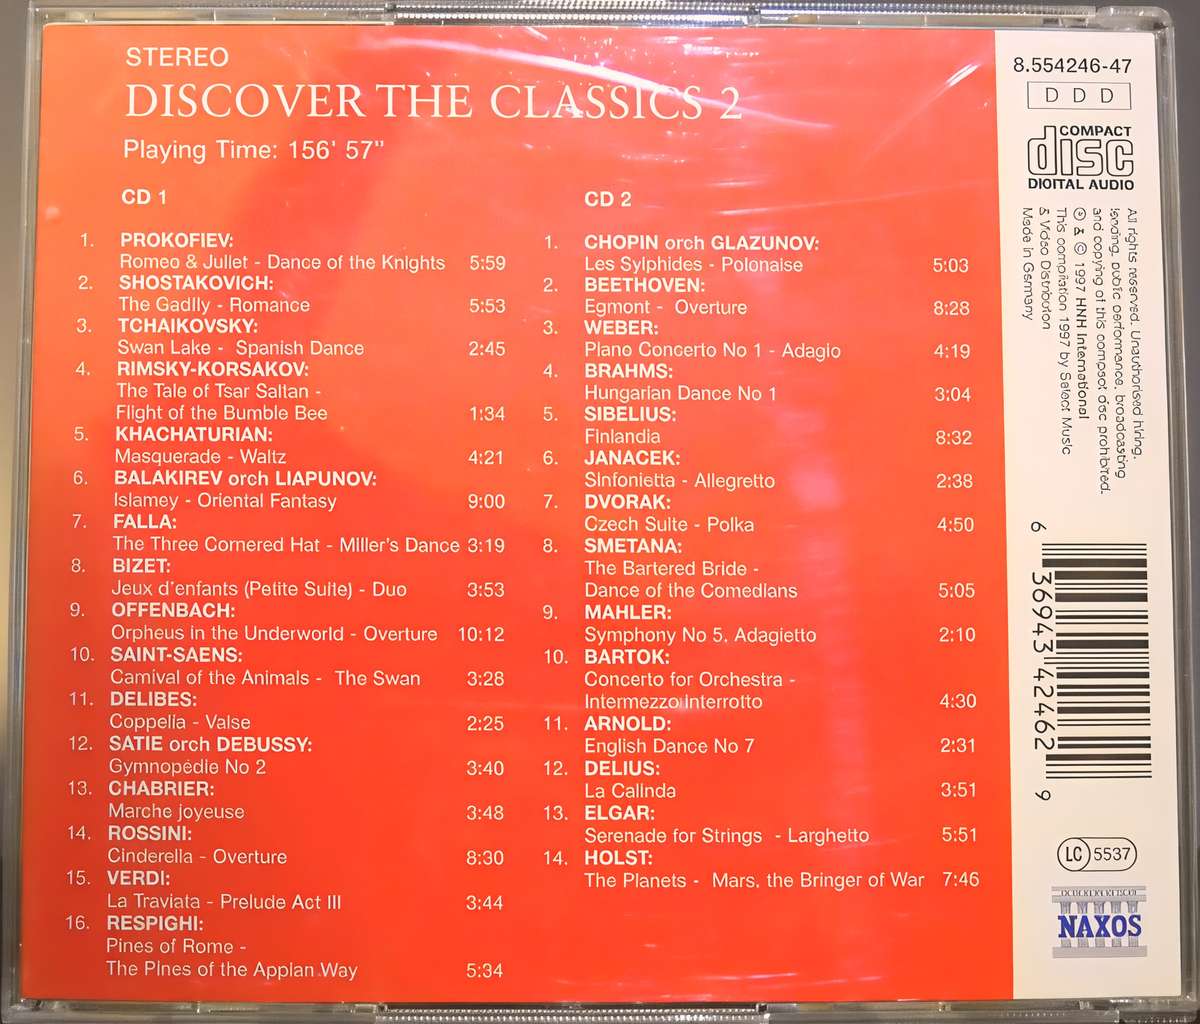 STEREO
DISCOVER THE CLASSICS 2
Playing Time: 156' 57"
CD 1
1. PROKOFIEV:
Romeo & Juliet - Dance of the Knights 5:59
2. SHOSTAKOVICH:
The Gadfly - Romance 5:53
3. TCHAIKOVSKY:
Swan Lake - Spanish Dance 2:45
4. RIMSKY-KORSAKOV:
The Tale of Tsar Saltan -
Flight of the Bumble Bee 1:34
5. KHACHATURIAN:
Masquerade - Waltz 4:21
6. BALAKIREV orch LIAPUNOV:
Islamey - Oriental Fantasy 9:00
7. FALLA:
The Three Cornered Hat - Miller's Dance 3:19
8. BIZET:
Jeux d'enfants (Petite Suite) - Duo 3:53
9. OFFENBACH:
Orpheus in the Underworld - Overture 10:12
10. SAINT-SAENS:
Carnival of the Animals - The Swan 3:28
11. DELIBES:
Coppelia - Valse 2:25
12. SATIE orch DEBUSSY:
Gymnopédie No 2 3:40
13. CHABRIER:
Marche joyeuse 3:48
14. ROSSINI:
Cinderella - Overture 8:30
15. VERDI:
La Traviata - Prelude Act III 3:44
16. RESPIGHI:
Pines of Rome -
The Pines of the Appian Way 5:34
CD 2
1. CHOPIN orch GLAZUNOV:
Les Sylphides - Polonaise 5:03
2. BEETHOVEN:
Egmont - Overture 8:28
3. WEBER:
Piano Concerto No 1 - Adagio 4:19
4. BRAHMS:
Hungarian Dance No 1 3:04
5. SIBELIUS:
Finlandia 8:32
6. JANACEK:
Sinfonietta - Allegretto 2:38
7. DVORAK:
Czech Suite - Polka 4:50
8. SMETANA:
The Bartered Bride -
Dance of the Comedians 5:05
9. MAHLER:
Symphony No 5, Adagietto 2:10
10. BARTOK:
Concerto for Orchestra -
Intermezzo Interrotto 4:30
11. ARNOLD:
English Dance No 7 2:31
12. DELIUS:
La Calinda 3:51
13. ELGAR:
Serenade for Strings - Larghetto 5:51
14. HOLST:
The Planets - Mars, the Bringer of War 7:46
8.554246-47
D D D
COMPACT
disc
DIGITAL AUDIO
All rights reserved. Unauthorised hiring,
lending, public performance, broadcasting
and copying of this compact disc prohibited.
℗ & © 1997 HNH International
This compilation 1997 by Select Music
& Video Distribution
Made in Germany
6 36943 42462 9
LC 5537
NAXOS